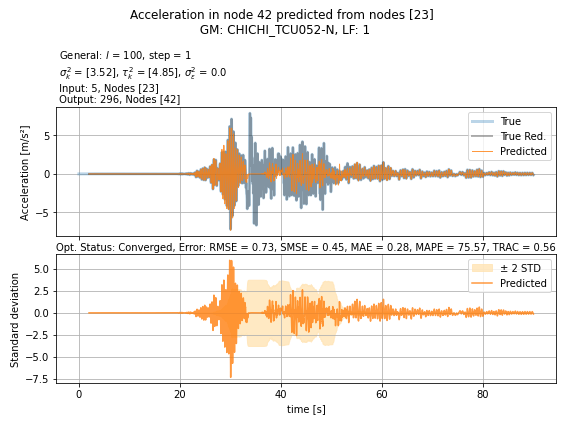 Acceleration in node 42 predicted from nodes [23]
GM: CHICHI_TCU052-N, LF: 1
General: l = 100, step = 1
σ²ₖ = [3.52], τ²ₖ = [4.85], σ²_ε = 0.0
Input: 5, Nodes [23]
Output: 296, Nodes [42]
True
True Red.
Predicted
Acceleration [m/s²]
5
0
−5
Opt. Status: Converged, Error: RMSE = 0.73, SMSE = 0.45, MAE = 0.28, MAPE = 75.57, TRAC = 0.56
± 2 STD
Predicted
Standard deviation
5.0
2.5
0.0
−2.5
−5.0
−7.5
0 20 40 60 80
time [s]